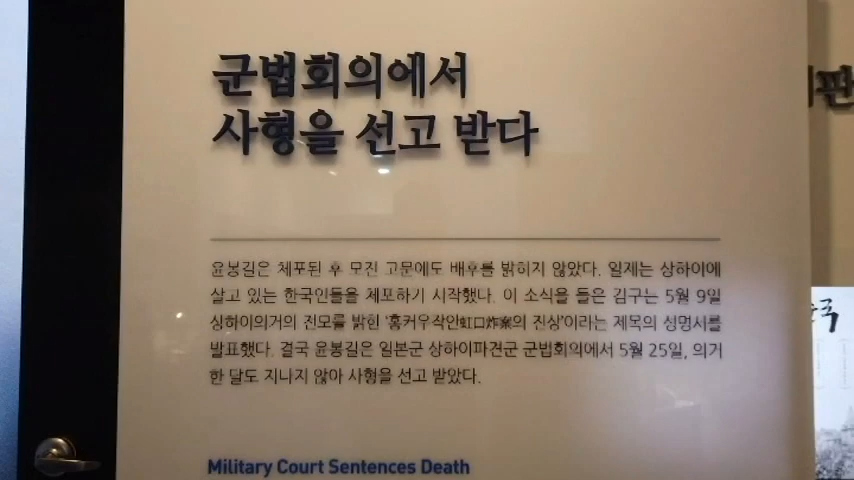 군법회의에서
사형을 선고 받다
윤봉길은 체포된 후 모진 고문에도 배후를 밝히지 않았다. 일제는 상하이에
살고 있는 한국인들을 체포하기 시작했다. 이 소식을 들은 김구는 5월 9일
상하이의거의 전모를 밝힌 '홍커우작안虹口炸案의 진상'이라는 제목의 성명서를
발표했다. 결국 윤봉길은 일본군 상하이파견군 군법회의에서 5월 25일, 의거
한 달도 지나지 않아 사형을 선고 받았다.
Military Court Sentences Death